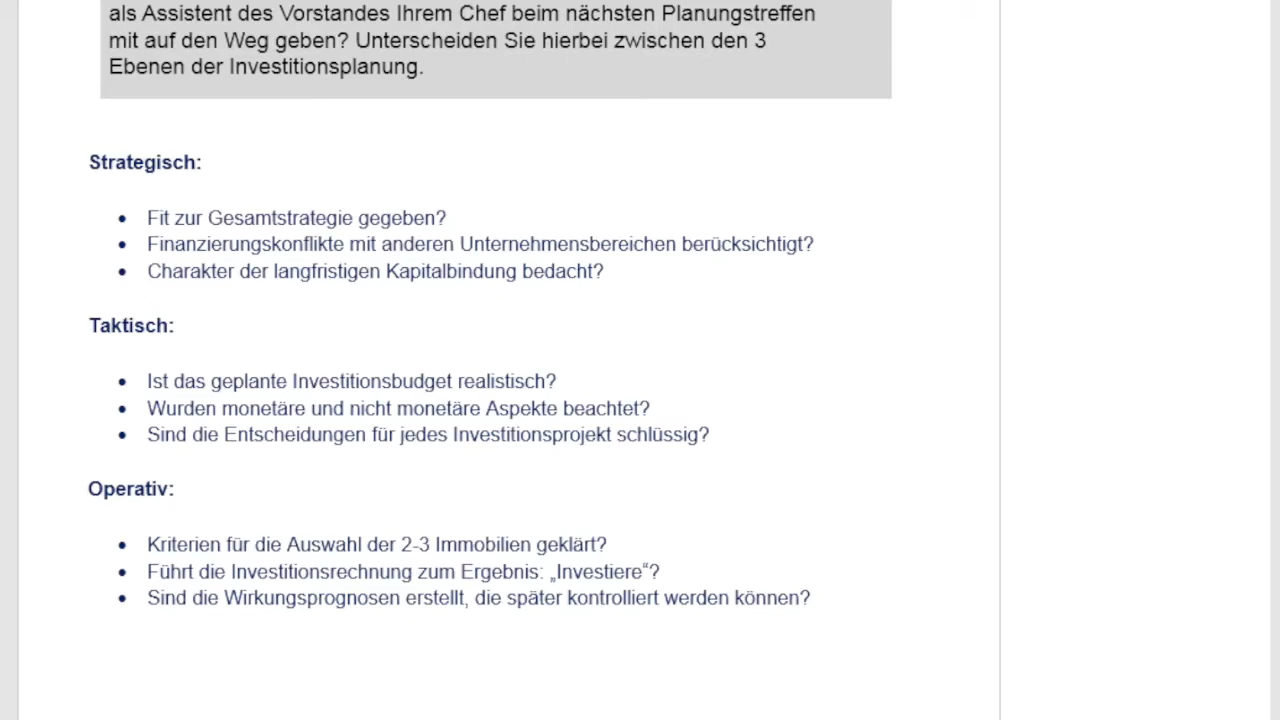 als Assistent des Vorstandes Ihrem Chef beim nächsten Planungstreffen
mit auf den Weg geben? Unterscheiden Sie hierbei zwischen den 3
Ebenen der Investitionsplanung.
Strategisch:
• Fit zur Gesamtstrategie gegeben?
• Finanzierungskonflikte mit anderen Unternehmensbereichen berücksichtigt?
• Charakter der langfristigen Kapitalbindung bedacht?
Taktisch:
• Ist das geplante Investitionsbudget realistisch?
• Wurden monetäre und nicht monetäre Aspekte beachtet?
• Sind die Entscheidungen für jedes Investitionsprojekt schlüssig?
Operativ:
• Kriterien für die Auswahl der 2-3 Immobilien geklärt?
• Führt die Investitionsrechnung zum Ergebnis: „Investiere“?
• Sind die Wirkungsprognosen erstellt, die später kontrolliert werden können?